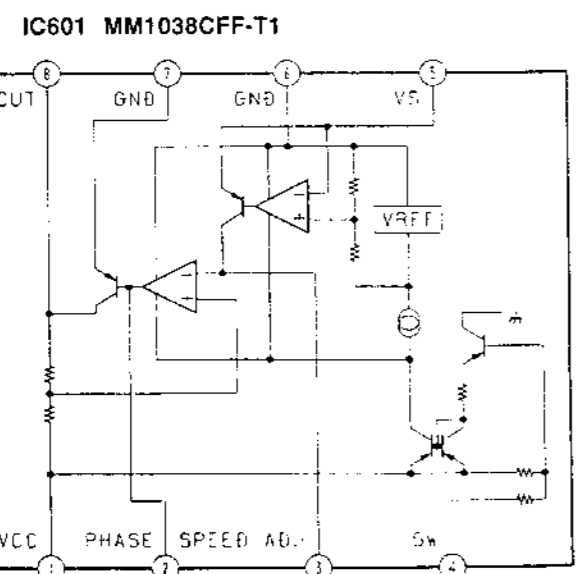 IC601 MM1038CFF-T1
8 7 6 5
OUT GND GND VS
VREF
VCC PHASE SPEED ADJ SW
1 2 3 4